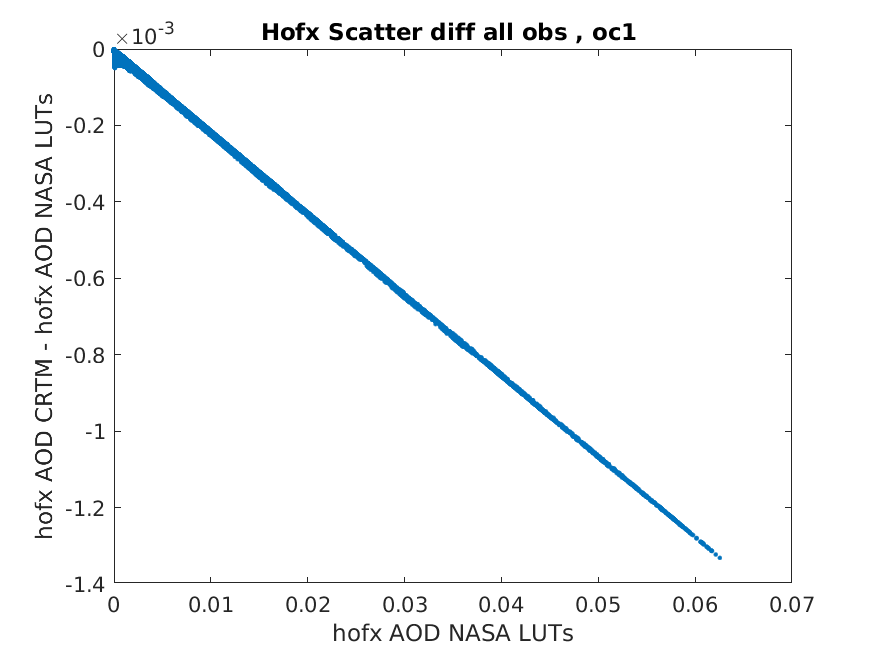 Hofx Scatter diff all obs , oc1
×10-3
0
-0.2
-0.4
-0.6
-0.8
-1
-1.2
-1.4
hofx AOD CRTM - hofx AOD NASA LUTs
0 0.01 0.02 0.03 0.04 0.05 0.06 0.07
hofx AOD NASA LUTs